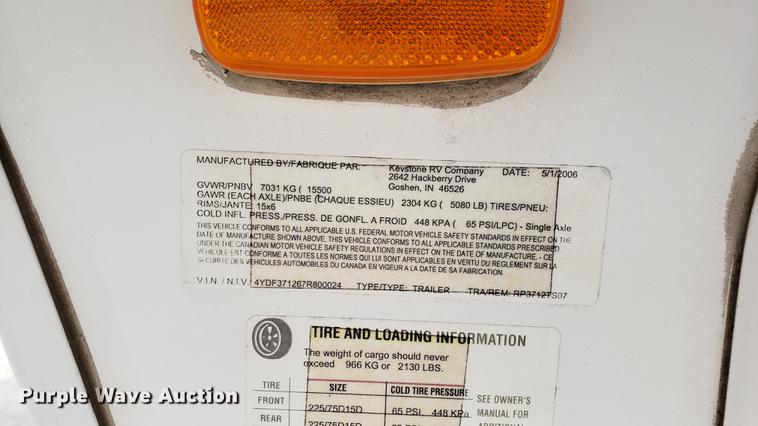 MANUFACTURED BY/FABRIQUE PAR: Keystone RV Company DATE: 5/1/2006
2642 Hackberry Drive
Goshen, IN 46526
GVWR/PNBV 7031 KG ( 15500
GAWR (EACH AXLE)/PNBE (CHAQUE ESSIEU) 2304 KG ( 5080 LB) TIRES/PNEU:
RIMS/JANTE: 15x6
COLD INFL. PRESS./PRESS. DE GONFL. A FROID 448 KPA ( 65 PSI/LPC) - Single Axle
THIS VEHICLE CONFORMS TO ALL APPLICABLE U.S. FEDERAL MOTOR VEHICLE SAFETY STANDARDS IN EFFECT ON THE
DATE OF MANUFACTURE SHOWN ABOVE. THIS VEHICLE CONFORMS TO ALL APPLICABLE STANDARDS PRESCRIBED
UNDER THE CANADIAN MOTOR VEHICLE SAFETY REGULATIONS IN EFFECT ON THE DATE OF MANUFACTURE. - CE
VEHICULE EST CONFORME A TOUTES LES NORMES QUI LUI SONT APPLICABLES EN VERTU DU REGLEMENT SUR LA
SECURITE DES VEHICULES AUTOMOBILES DU CANADA EN VIGEUR A LA DATE DE SA FABRICATION.
V.I.N. / N.I.V.: 4YDF371267R800024 TYPE/TYPE: TRAILER TRA/REM: RP3712TS07
TIRE AND LOADING INFORMATION
The weight of cargo should never
exceed 966 KG or 2130 LBS.
TIRE SIZE COLD TIRE PRESSURE SEE OWNER'S
FRONT 225/75D15D 65 PSI, 448 KPa MANUAL FOR
REAR 225/75D15D ADDITIONAL
Purple Wave Auction